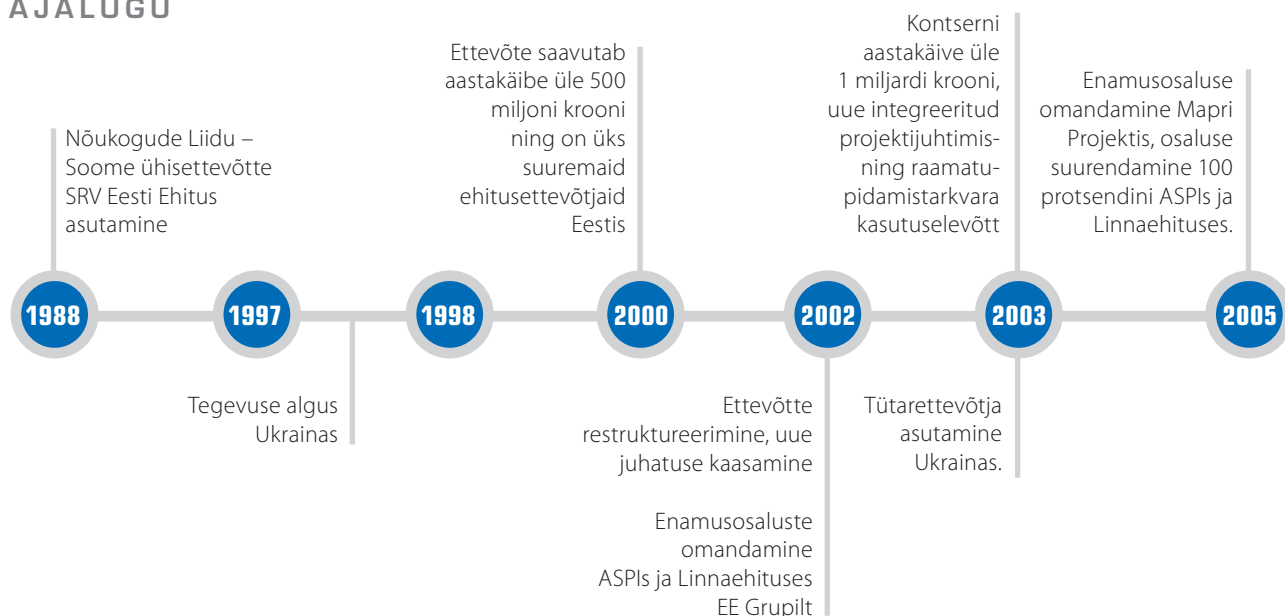 AJALUGU
Nõukogude Liidu –
Soome ühisettevõtte
SRV Eesti Ehitus
asutamine
Ettevõte saavutab
aastakäibe üle 500
miljoni krooni
ning on üks
suuremaid
ehitusettevõtjaid
Eestis
Kontserni
aastakäive üle
1 miljardi krooni,
uue integreeritud
projektijuhtimis-
ning raamatu-
pidamistarkvara
kasutuselevõtt
Enamusosaluse
omandamine Mapri
Projektis, osaluse
suurendamine 100
protsendini ASPIs ja
Linnaehituses.
1988
1997
1998
2000
2002
2003
2005
Tegevuse algus
Ukrainas
Ettevõtte
restruktureerimine, uue
juhatuse kaasamine
Enamusosaluste
omandamine
ASPIs ja Linnaehituses
EE Grupilt
Tütarettevõtja
asutamine
Ukrainas.